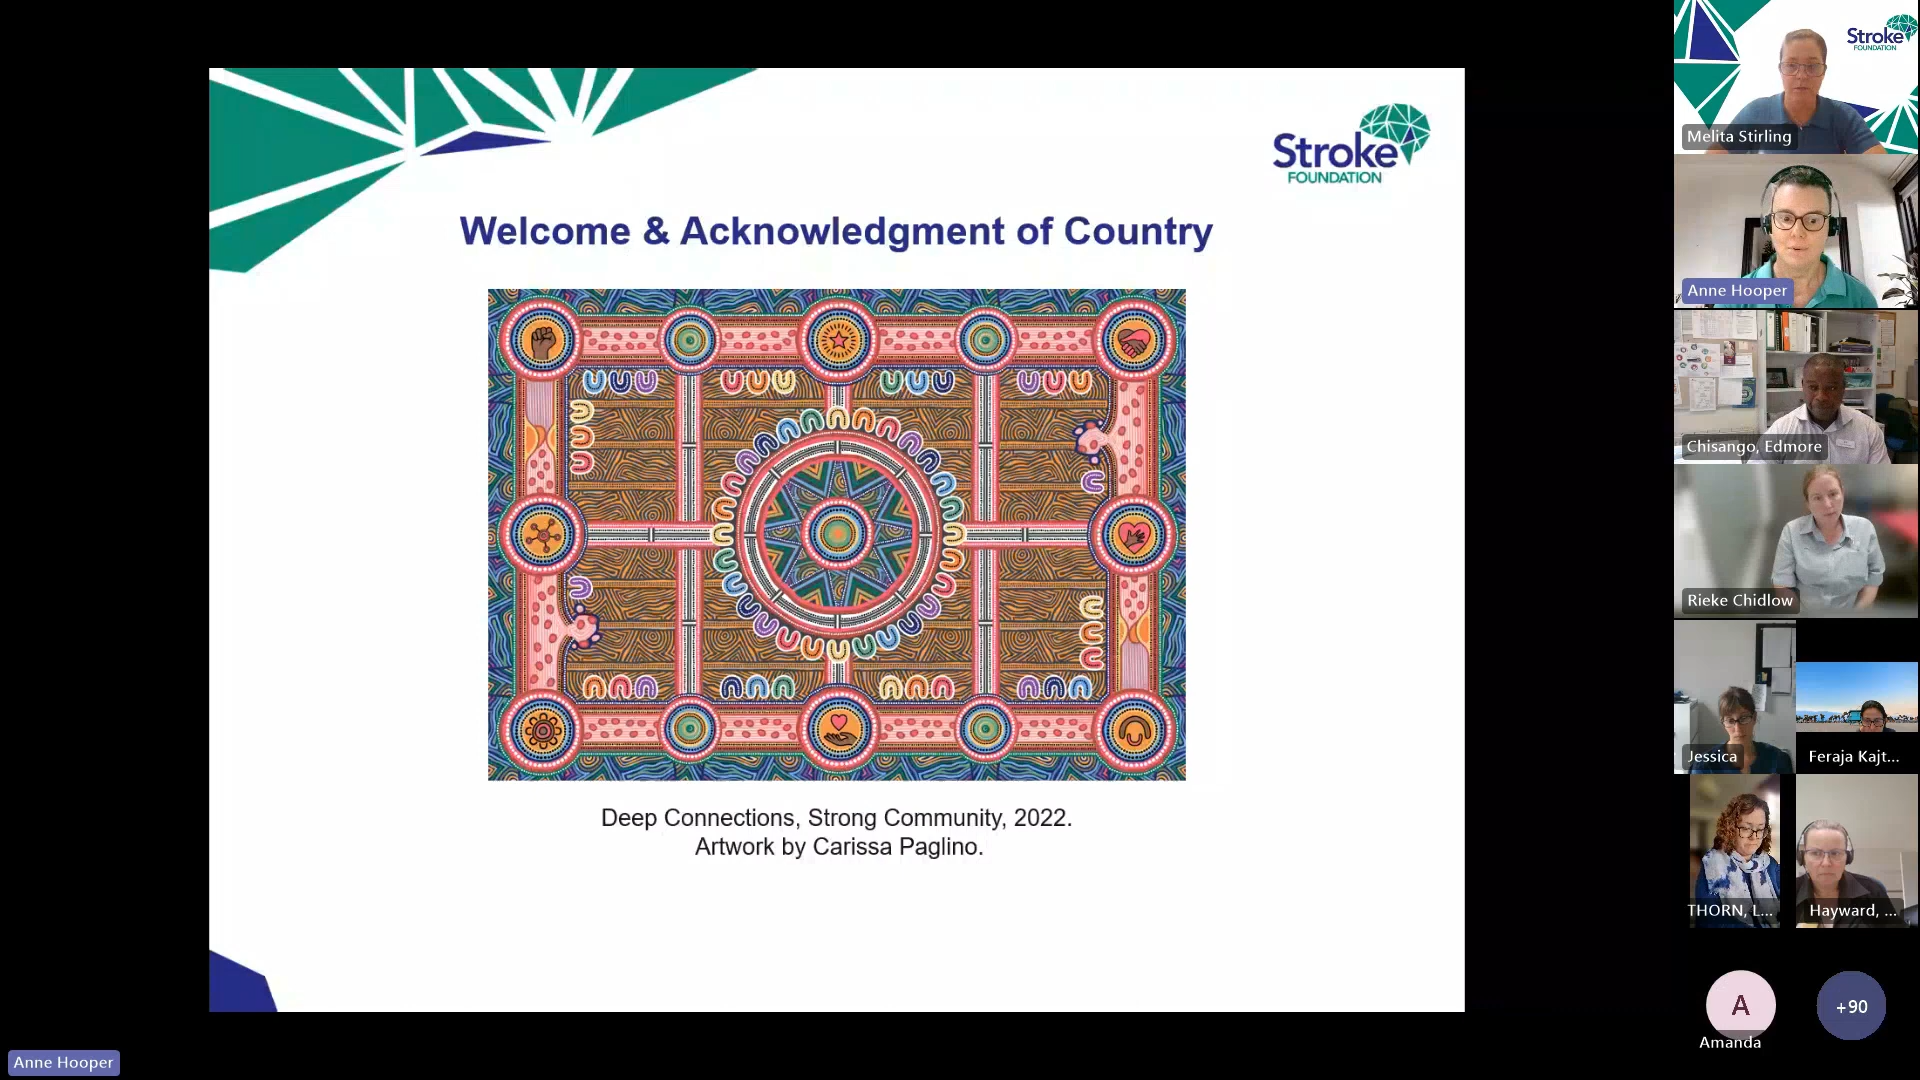 Stroke
FOUNDATION
Welcome & Acknowledgment of Country
Deep Connections, Strong Community, 2022.
Artwork by Carissa Paglino.
Anne Hooper
Stroke
FOUNDATION
Melita Stirling
Anne Hooper
Chisango, Edmore
Rieke Chidlow
Jessica
Feraja Kajt...
THORN, L...
Hayward, ...
A
Amanda
+90